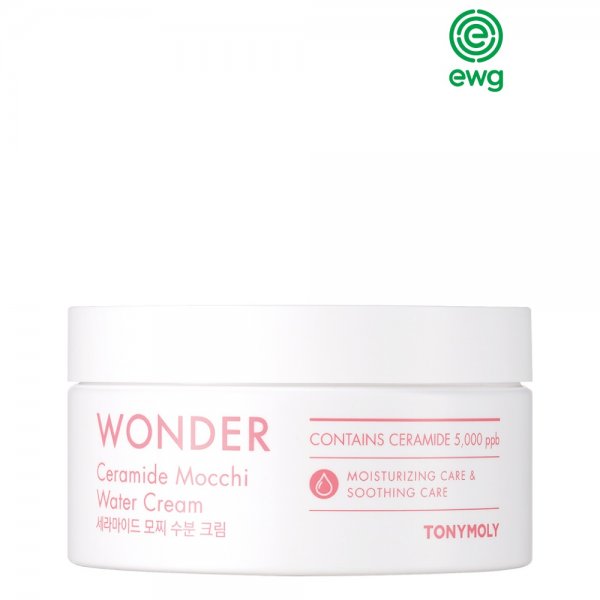 ewg
WONDER
Ceramide Mocchi
Water Cream
세라마이드 모찌 수분 크림
CONTAINS CERAMIDE 5,000 ppb
MOISTURIZING CARE &
SOOTHING CARE
TONYMOLY